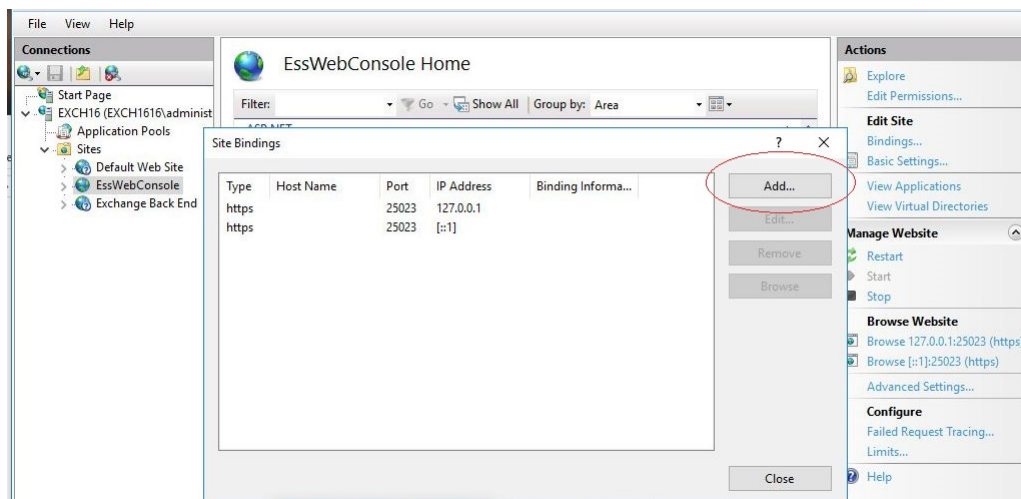 File View Help
Connections
Start Page
EXCH16 (EXCH1616\administ
Application Pools
Sites
Default Web Site
EssWebConsole
Exchange Back End
EssWebConsole Home
Filter: Go Show All Group by: Area
ASP.NET
Site Bindings ? X
Type Host Name Port IP Address Binding Informa...
https 25023 127.0.0.1
https 25023 [::1]
Add...
Edit...
Remove
Browse
Close
Actions
Explore
Edit Permissions...
Edit Site
Bindings...
Basic Settings...
View Applications
View Virtual Directories
Manage Website
Restart
Start
Stop
Browse Website
Browse 127.0.0.1:25023 (https
Browse [::1]:25023 (https)
Advanced Settings...
Configure
Failed Request Tracing...
Limits...
Help